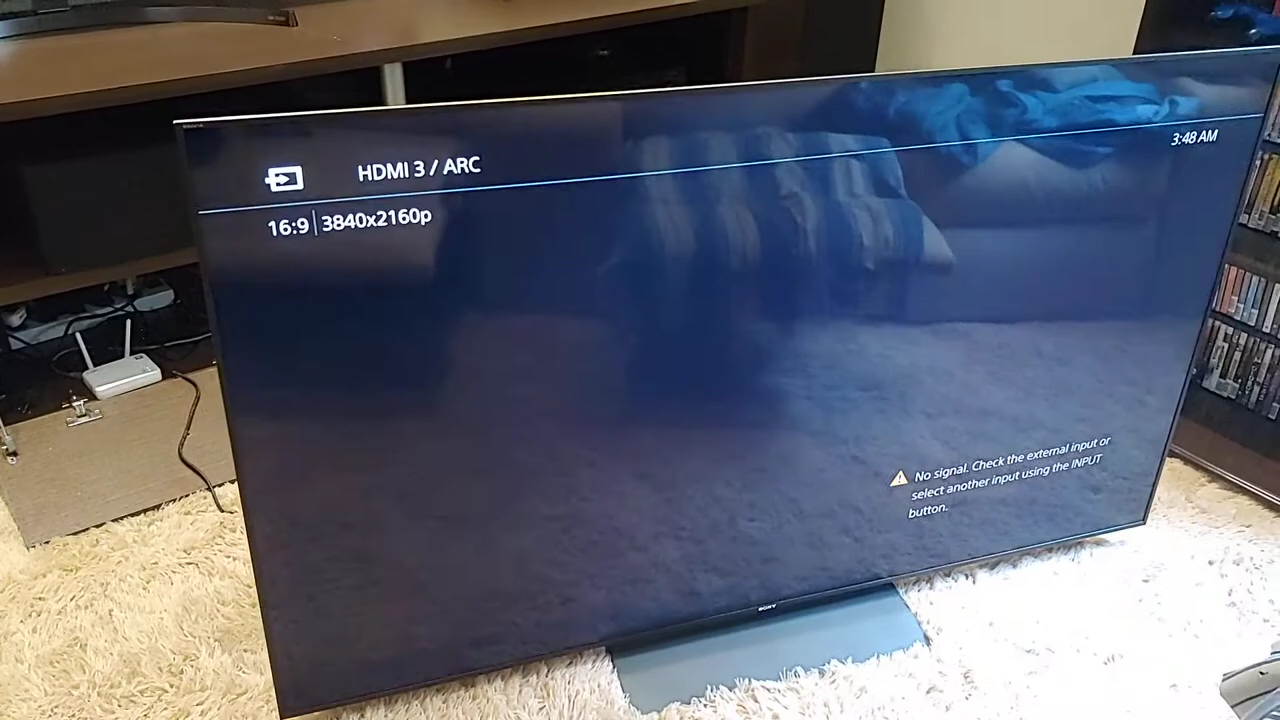 HDMI 3 / ARC
3:48 AM
16:9 | 3840x2160p
No signal. Check the external input or
select another input using the INPUT
button.
SONY